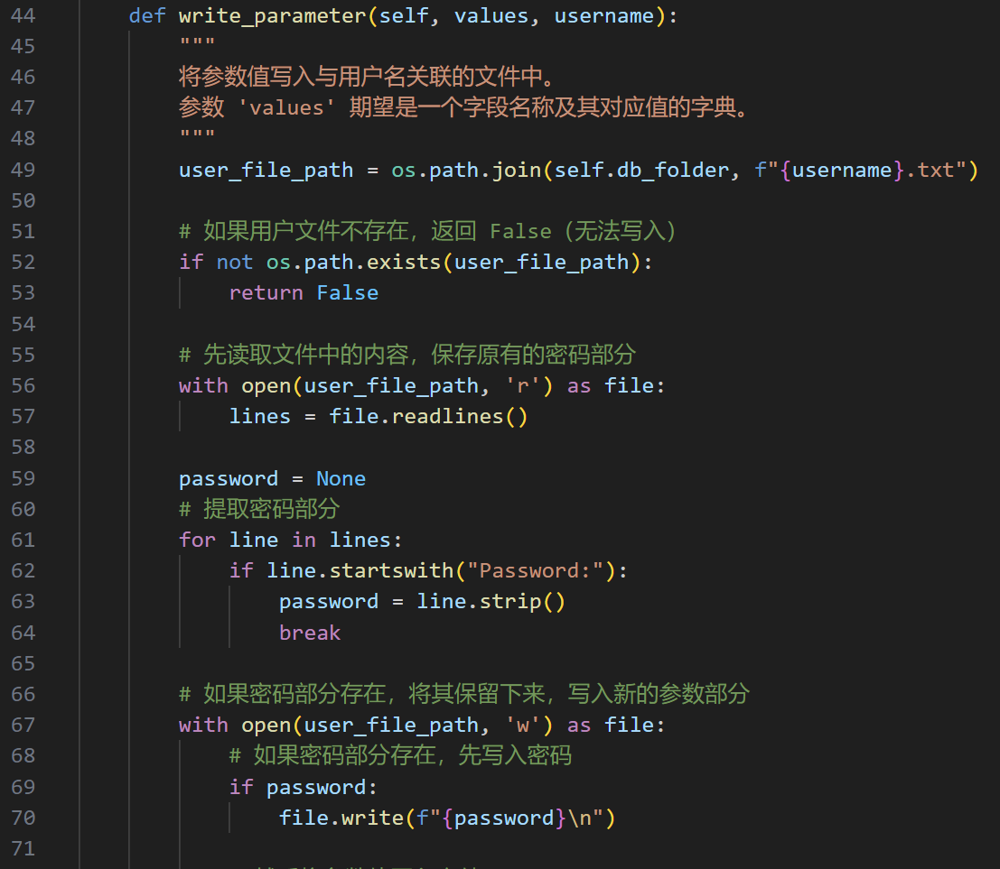 44 def write_parameter(self, values, username):
45 """
46 将参数值写入与用户名关联的文件中。
47 参数 'values' 期望是一个字段名称及其对应值的字典。
48 """
49 user_file_path = os.path.join(self.db_folder, f"{username}.txt")
50
51 # 如果用户文件不存在，返回 False（无法写入）
52 if not os.path.exists(user_file_path):
53 return False
54
55 # 先读取文件中的内容，保存原有的密码部分
56 with open(user_file_path, 'r') as file:
57 lines = file.readlines()
58
59 password = None
60 # 提取密码部分
61 for line in lines:
62 if line.startswith("Password:"):
63 password = line.strip()
64 break
65
66 # 如果密码部分存在，将其保留下来，写入新的参数部分
67 with open(user_file_path, 'w') as file:
68 # 如果密码部分存在，先写入密码
69 if password:
70 file.write(f"{password}\n")
71